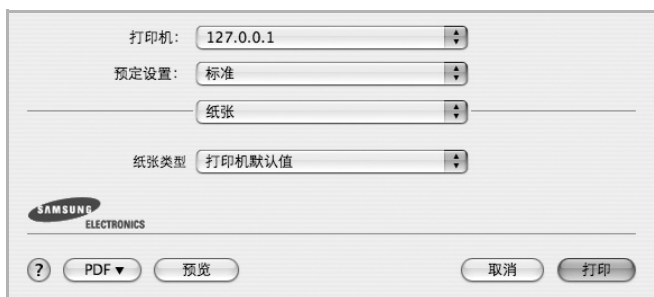 打印机： 127.0.0.1
预定设置： 标准
纸张
纸张类型 打印机默认值
SAMSUNG
ELECTRONICS
? PDF▼ 预览 取消 打印